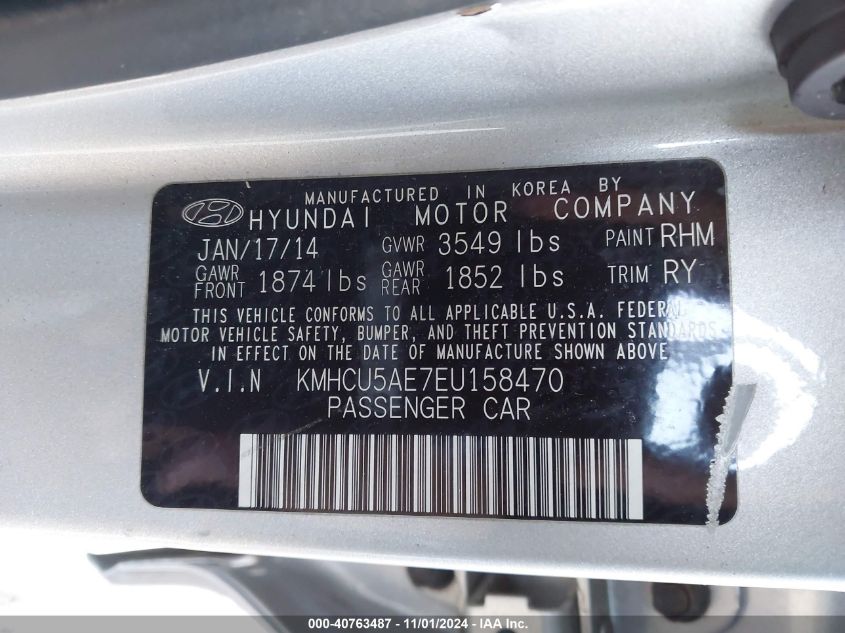 MANUFACTURED IN KOREA BY
HYUNDAI MOTOR COMPANY
JAN/17/14 GVWR 3549 lbs PAINT RHM
GAWR FRONT 1874 lbs GAWR REAR 1852 lbs TRIM RY
THIS VEHICLE CONFORMS TO ALL APPLICABLE U.S.A. FEDERAL
MOTOR VEHICLE SAFETY, BUMPER, AND THEFT PREVENTION STANDARDS
IN EFFECT ON THE DATE OF MANUFACTURE SHOWN ABOVE
V.I.N KMHCU5AE7EU158470
PASSENGER CAR
000-40763487 - 11/01/2024 - IAA Inc.